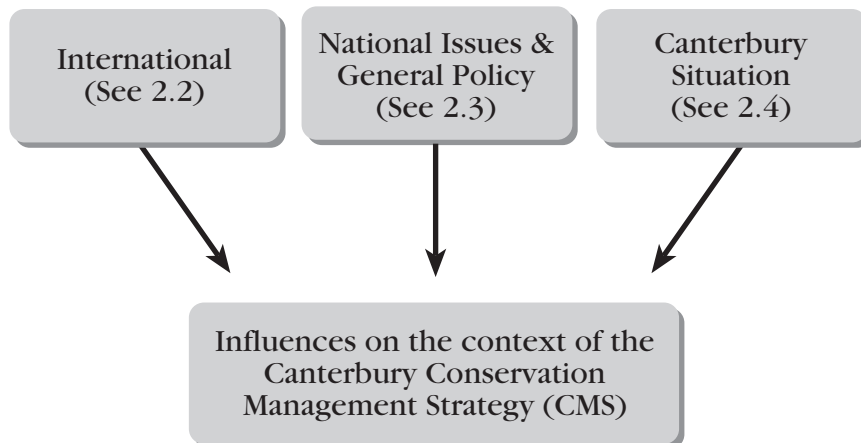 International
(See 2.2)
National Issues &
General Policy
(See 2.3)
Canterbury
Situation
(See 2.4)
Influences on the context of the
Canterbury Conservation
Management Strategy (CMS)